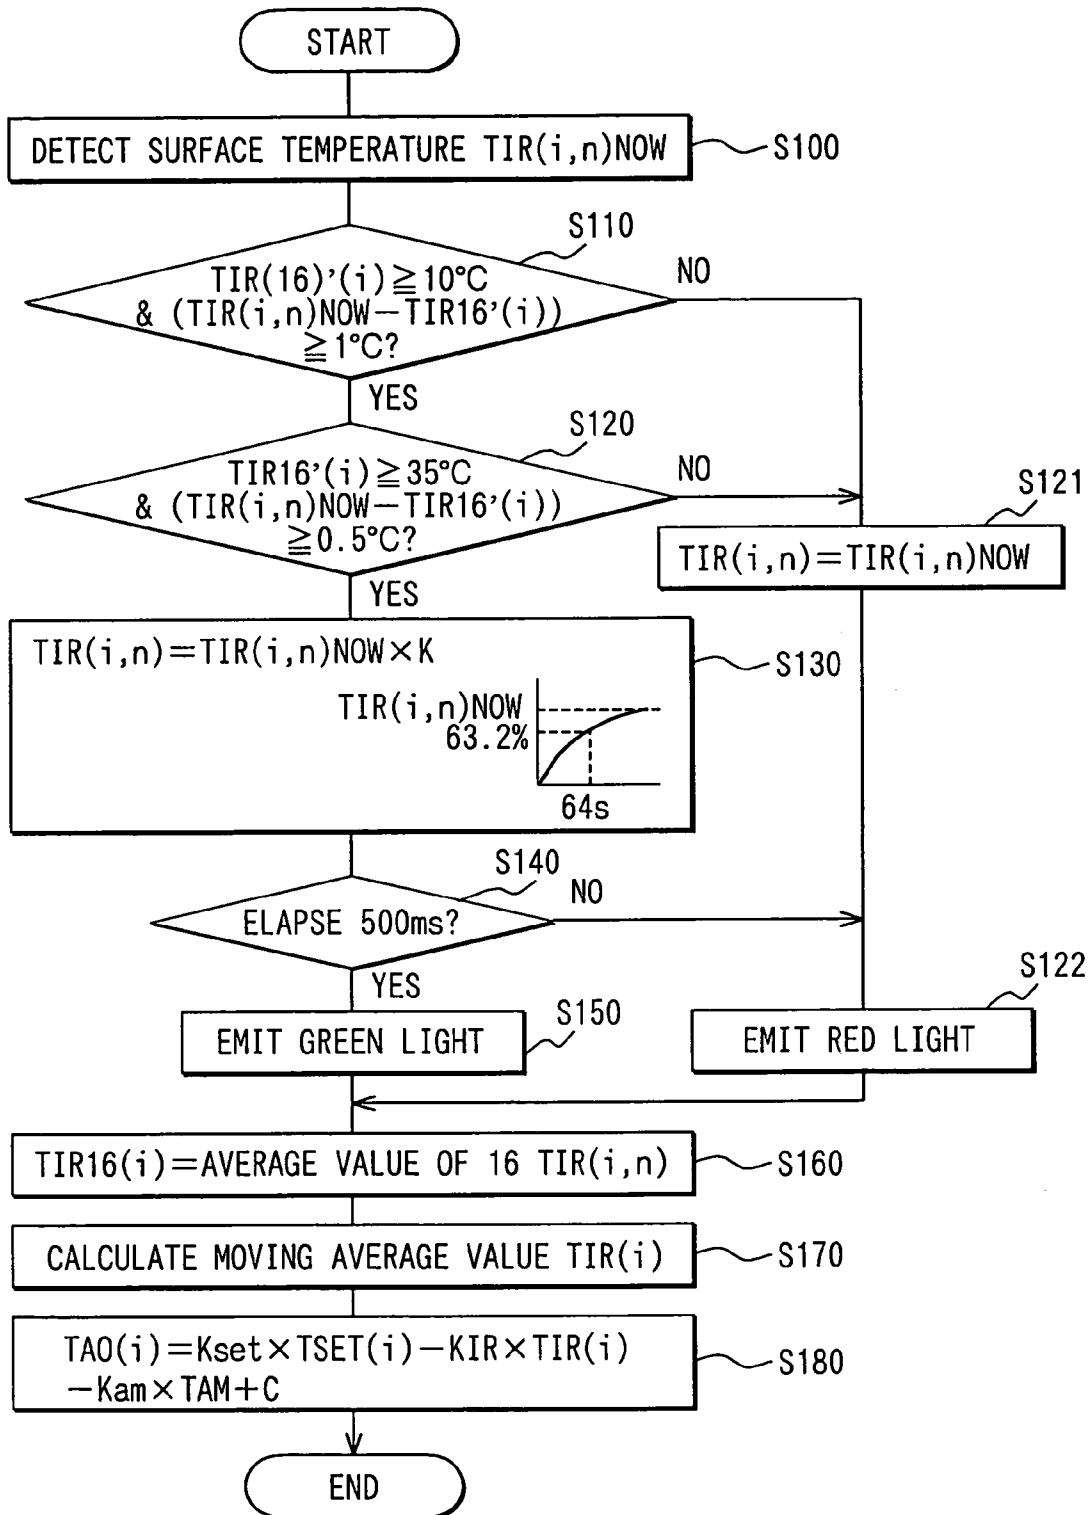 START
DETECT SURFACE TEMPERATURE TIR(i,n)NOW
S100
S110
TIR(16)'(i)≧10°C
& (TIR(i,n)NOW−TIR16'(i))
≧1°C?
NO
YES
S120
TIR16'(i)≧35°C
& (TIR(i,n)NOW−TIR16'(i))
≧0.5°C?
NO
YES
S121
TIR(i,n)=TIR(i,n)NOW
TIR(i,n)=TIR(i,n)NOW×K
S130
TIR(i,n)NOW
63.2%
64s
S140
ELAPSE 500ms?
NO
YES
S150
EMIT GREEN LIGHT
S122
EMIT RED LIGHT
TIR16(i)=AVERAGE VALUE OF 16 TIR(i,n)
S160
CALCULATE MOVING AVERAGE VALUE TIR(i)
S170
TAO(i)=Kset×TSET(i)−KIR×TIR(i)
−Kam×TAM+C
S180
END